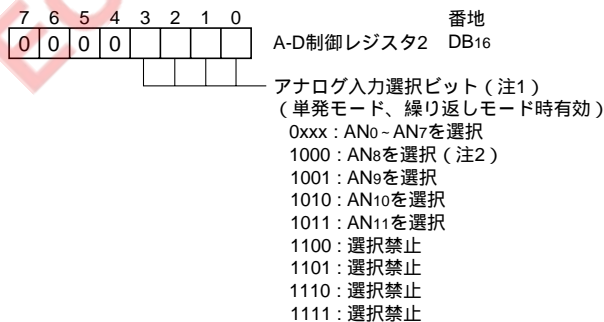 7 6 5 4 3 2 1 0 番地
0 0 0 0 A-D制御レジスタ2 DB16
アナログ入力選択ビット（注1）
（単発モード、繰り返しモード時有効）
0xxx : AN0~AN7を選択
1000 : AN8を選択（注2）
1001 : AN9を選択
1010 : AN10を選択
1011 : AN11を選択
1100 : 選択禁止
1101 : 選択禁止
1110 : 選択禁止
1111 : 選択禁止